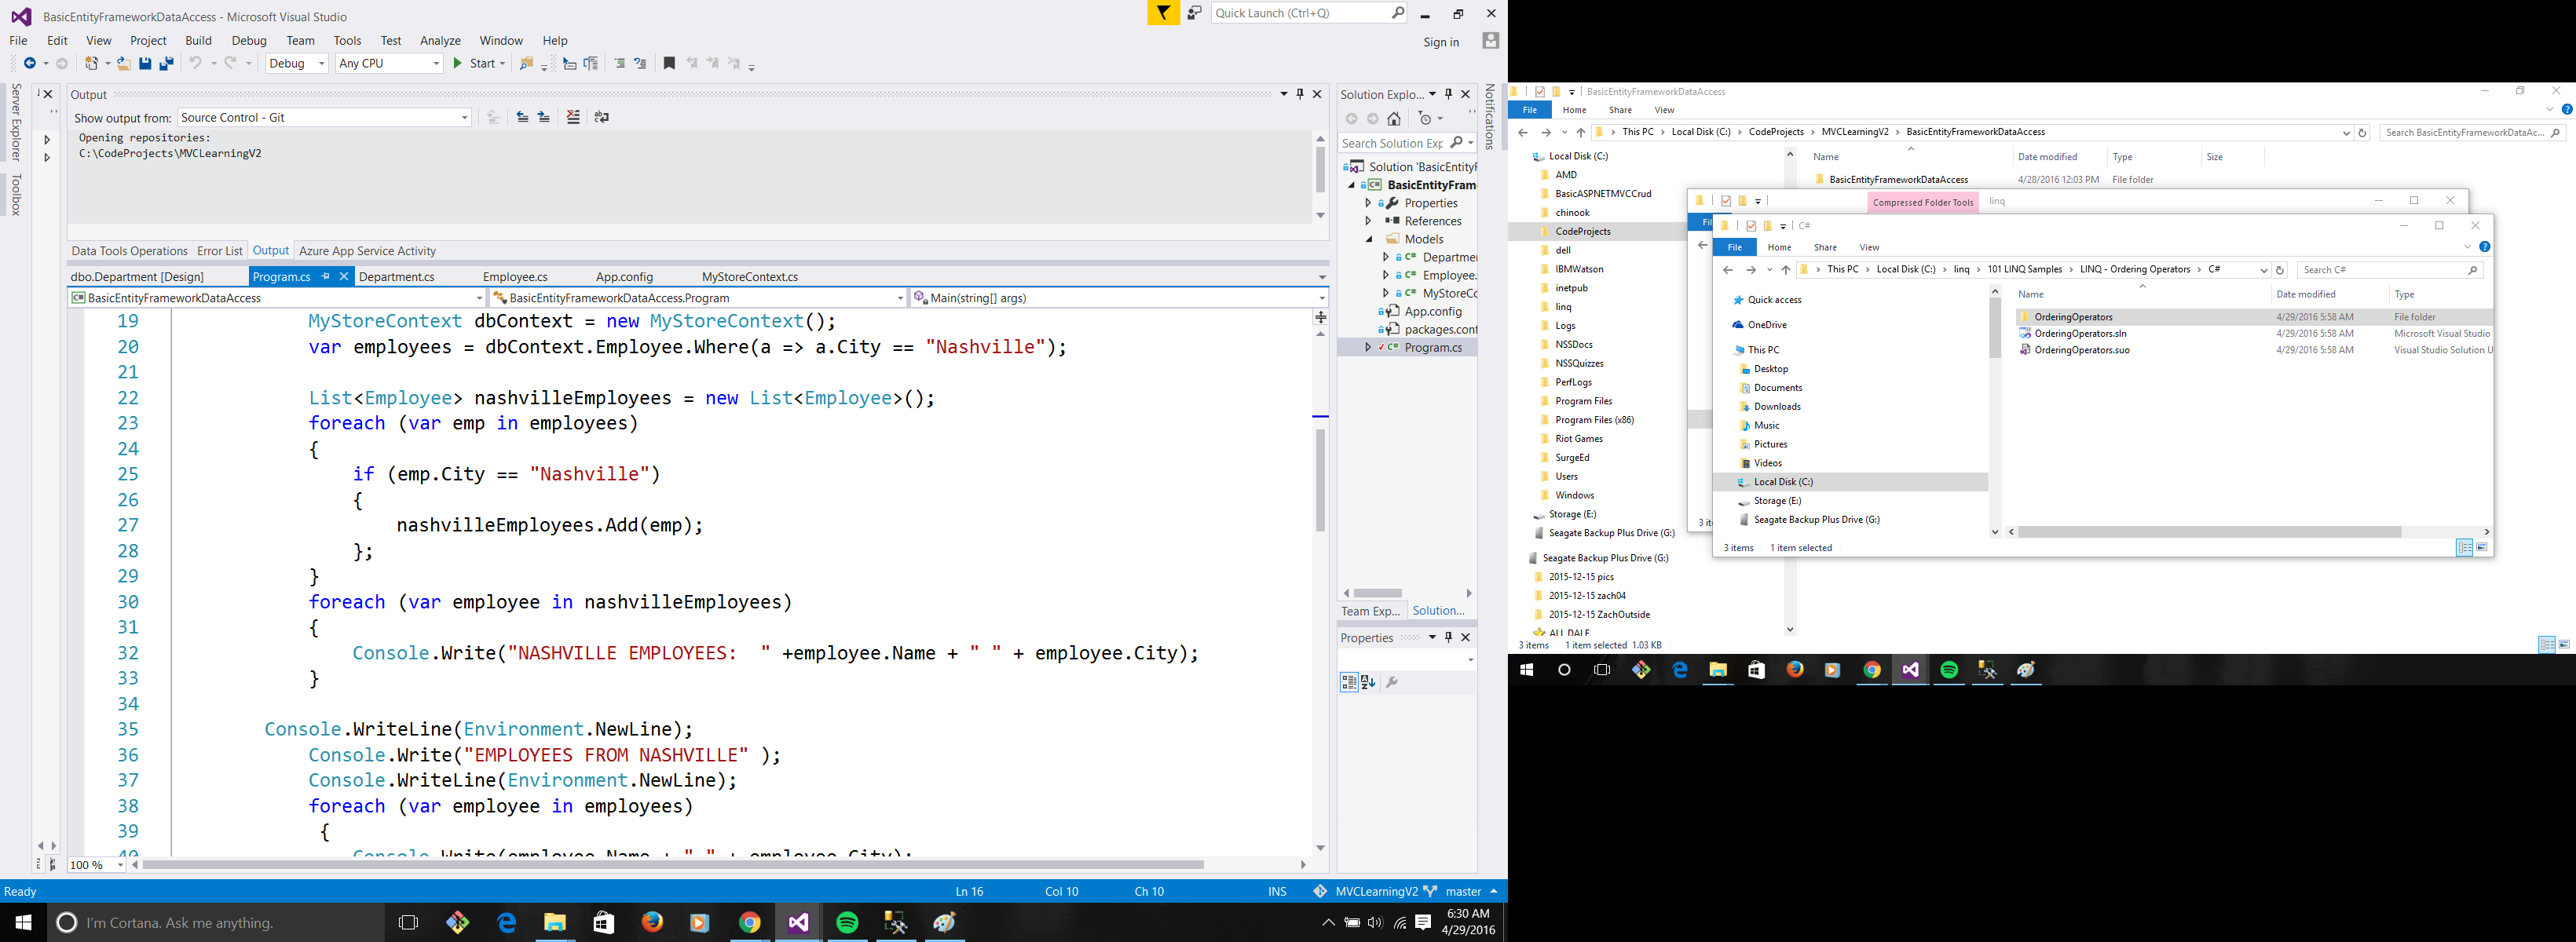 BasicEntityFrameworkDataAccess - Microsoft Visual Studio
Quick Launch (Ctrl+Q)
File Edit View Project Build Debug Team Tools Test Analyze Window Help
Sign in
Debug Any CPU Start
Server Explorer
Toolbox
Output
Show output from: Source Control - Git
Opening repositories:
C:\CodeProjects\MVCLearningV2
Data Tools Operations Error List Output Azure App Service Activity
dbo.Department [Design] Program.cs Department.cs Employee.cs App.config MyStoreContext.cs
BasicEntityFrameworkDataAccess BasicEntityFrameworkDataAccess.Program Main(string[] args)
19 MyStoreContext dbContext = new MyStoreContext();
20 var employees = dbContext.Employee.Where(a => a.City == "Nashville");
21
22 List<Employee> nashvilleEmployees = new List<Employee>();
23 foreach (var emp in employees)
24 {
25 if (emp.City == "Nashville")
26 {
27 nashvilleEmployees.Add(emp);
28 };
29 }
30 foreach (var employee in nashvilleEmployees)
31 {
32 Console.Write("NASHVILLE EMPLOYEES:  " +employee.Name + " " + employee.City);
33 }
34
35 Console.WriteLine(Environment.NewLine);
36 Console.Write("EMPLOYEES FROM NASHVILLE" );
37 Console.WriteLine(Environment.NewLine);
38 foreach (var employee in employees)
39 {
40 Console.Write(employee.Name + " " + employee.City);
100 %
Solution Explo...
Search Solution Exp
Solution 'BasicEntityF
BasicEntityFram
Properties
References
Models
C# Departme
C# Employee.
C# MyStoreCo
App.config
packages.conf
C# Program.cs
Team Exp... Solution...
Properties
Notifications
Ready Ln 16 Col 10 Ch 10 INS MVCLearningV2 master
I'm Cortana. Ask me anything.
6:30 AM
4/29/2016
BasicEntityFrameworkDataAccess
File Home Share View
This PC Local Disk (C:) CodeProjects MVCLearningV2 BasicEntityFrameworkDataAccess
Search BasicEntityFrameworkDataAc...
Name Date modified Type Size
BasicEntityFrameworkDataAccess 4/28/2016 12:03 PM File folder
Local Disk (C:)
AMD
BasicASPNETMVCCrud
chinook
CodeProjects
dell
IBMWatson
inetpub
linq
Logs
NSSDocs
NSSQuizzes
PerfLogs
Program Files
Program Files (x86)
Riot Games
SurgeEd
Users
Windows
Storage (E:)
Seagate Backup Plus Drive (G:)
Seagate Backup Plus Drive (G:)
2015-12-15 pics
2015-12-15 zach04
2015-12-15 ZachOutside
ALL DALE
3 items 1 item selected 1.03 KB
Compressed Folder Tools linq
Fil
3 it
C#
File Home Share View
This PC Local Disk (C:) linq 101 LINQ Samples LINQ - Ordering Operators C#
Search C#
Name Date modified Type
OrderingOperators 4/29/2016 5:58 AM File folder
OrderingOperators.sln 4/29/2016 5:58 AM Microsoft Visual Studio
OrderingOperators.suo 4/29/2016 5:58 AM Visual Studio Solution U
Quick access
OneDrive
This PC
Desktop
Documents
Downloads
Music
Pictures
Videos
Local Disk (C:)
Storage (E:)
Seagate Backup Plus Drive (G:)
3 items 1 item selected